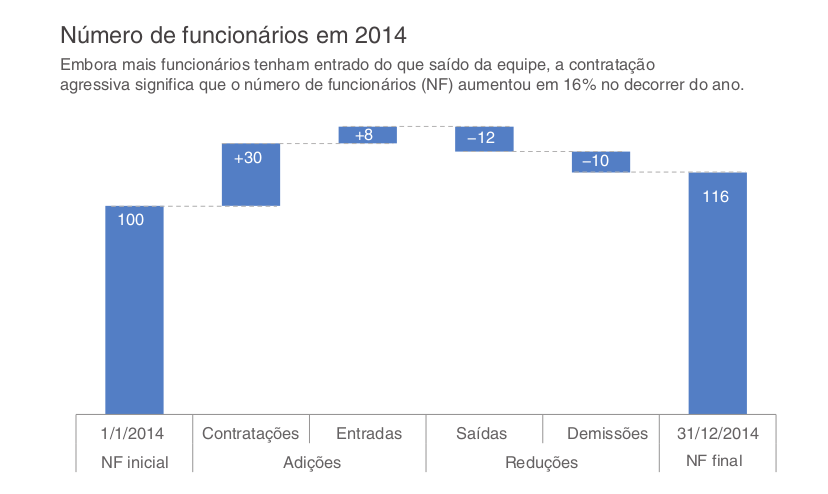 Número de funcionários em 2014
Embora mais funcionários tenham entrado do que saído da equipe, a contratação
agressiva significa que o número de funcionários (NF) aumentou em 16% no decorrer do ano.
+8
−12
+30
−10
100
116
1/1/2014
Contratações
Entradas
Saídas
Demissões
31/12/2014
NF inicial
Adições
Reduções
NF final